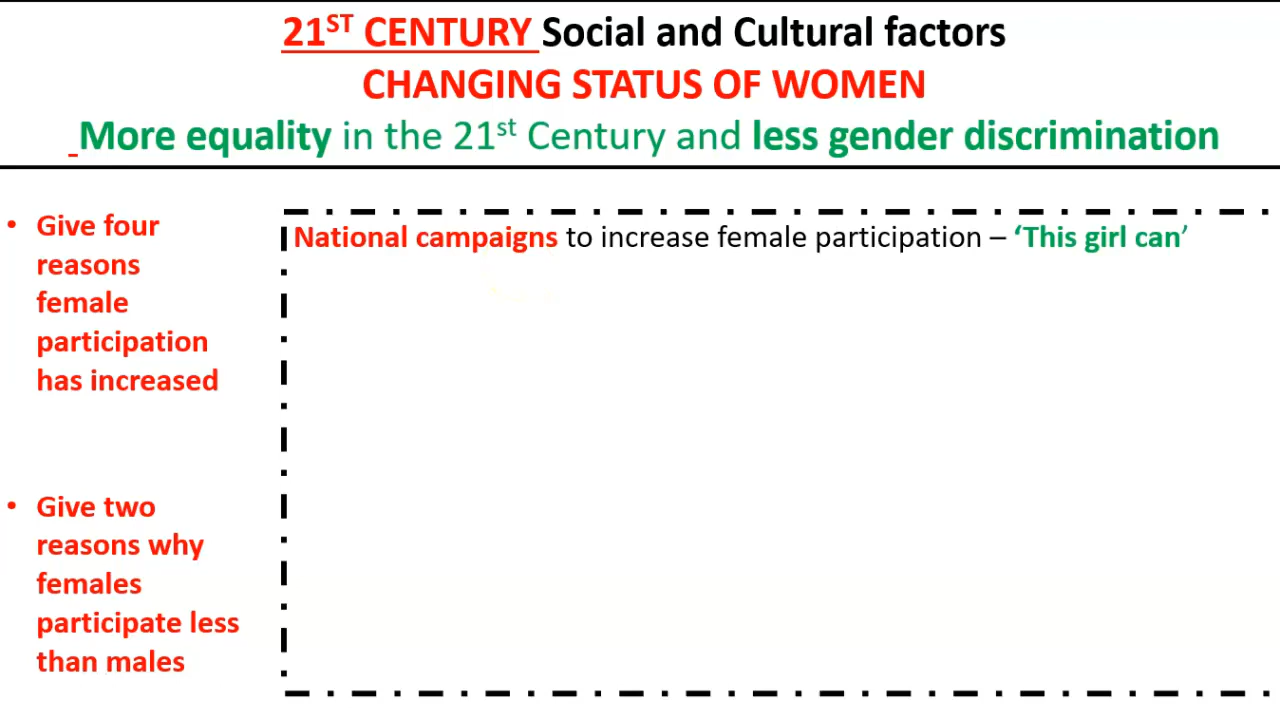 21ST CENTURY Social and Cultural factors
CHANGING STATUS OF WOMEN
More equality in the 21st Century and less gender discrimination
• Give four
reasons
female
participation
has increased
• Give two
reasons why
females
participate less
than males
National campaigns to increase female participation – ‘This girl can’